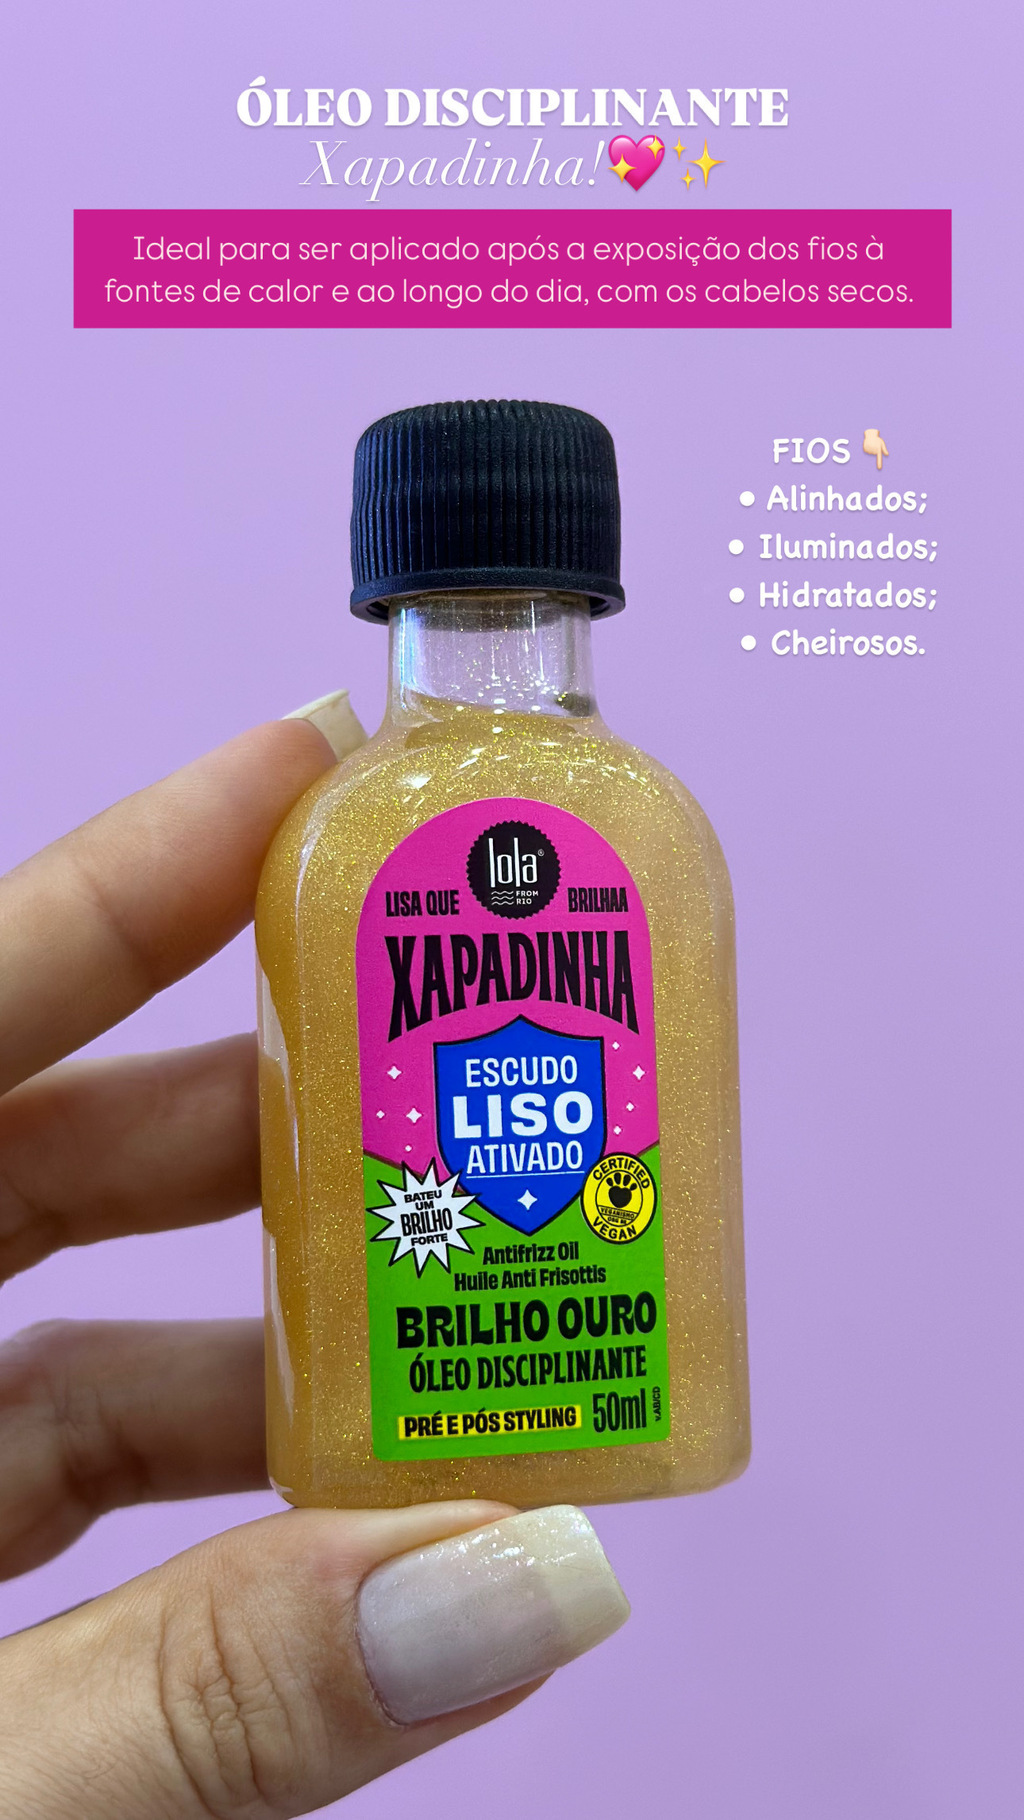 ÓLEO DISCIPLINANTE
Xapadinha!💖✨
Ideal para ser aplicado após a exposição dos fios à
fontes de calor e ao longo do dia, com os cabelos secos.
FIOS 👇🏻
• Alinhados;
• Iluminados;
• Hidratados;
• Cheirosos.
lola®
FROM
RIO
LISA QUE BRILHAA
XAPADINHA
ESCUDO
LISO
ATIVADO
BATEU
UM
BRILHO
FORTE
CERTIFIED
VEGANISMO
VEGAN
Antifrizz Oil
Huile Anti Frisottis
BRILHO OURO
ÓLEO DISCIPLINANTE
PRÉ E PÓS STYLING 50ml